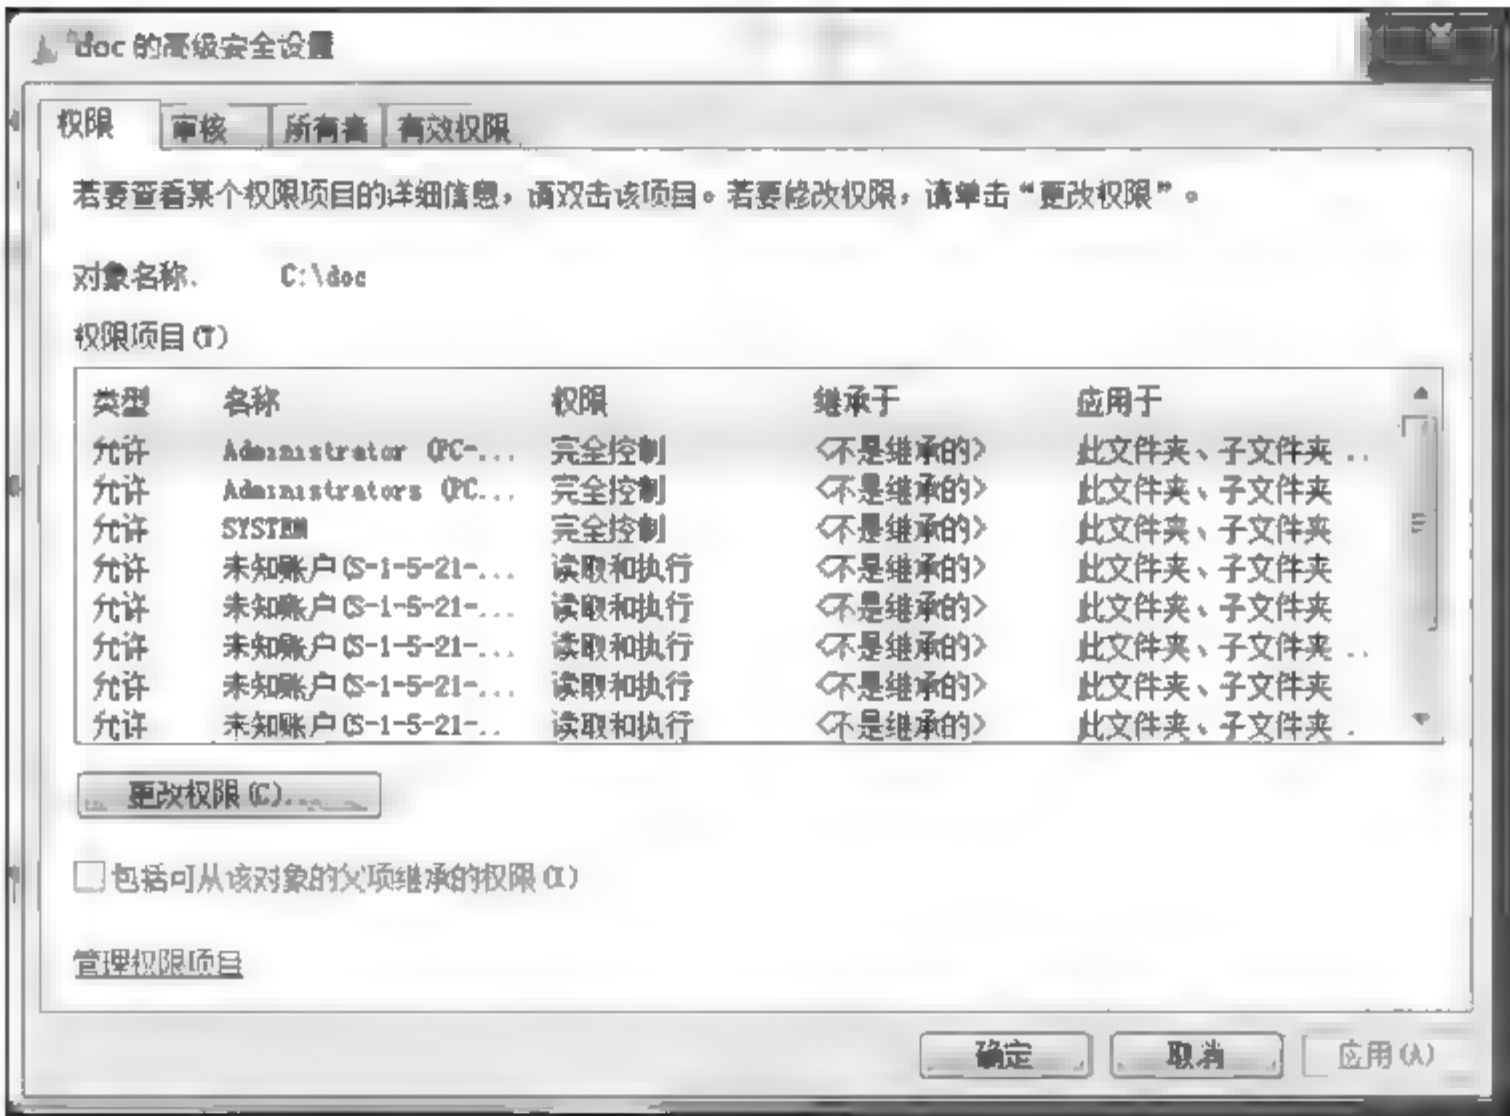 doc 的高级安全设置
权限 审核 所有者 有效权限
若要查看某个权限项目的详细信息，请双击该项目。若要修改权限，请单击“更改权限”。
对象名称: C:\doc
权限项目(T)
类型 名称 权限 继承于 应用于
允许 Administrator (PC-... 完全控制 <不是继承的> 此文件夹、子文件夹 ..
允许 Administrators (PC... 完全控制 <不是继承的> 此文件夹、子文件夹
允许 SYSTEM 完全控制 <不是继承的> 此文件夹、子文件夹
允许 未知账户(S-1-5-21-... 读取和执行 <不是继承的> 此文件夹、子文件夹
允许 未知账户(S-1-5-21-... 读取和执行 <不是继承的> 此文件夹、子文件夹
允许 未知账户(S-1-5-21-... 读取和执行 <不是继承的> 此文件夹、子文件夹 ..
允许 未知账户(S-1-5-21-... 读取和执行 <不是继承的> 此文件夹、子文件夹
允许 未知账户(S-1-5-21-.. 读取和执行 <不是继承的> 此文件夹、子文件夹 .
更改权限(C)...
包括可从该对象的父项继承的权限(I)
管理权限项目
确定 取消 应用(A)